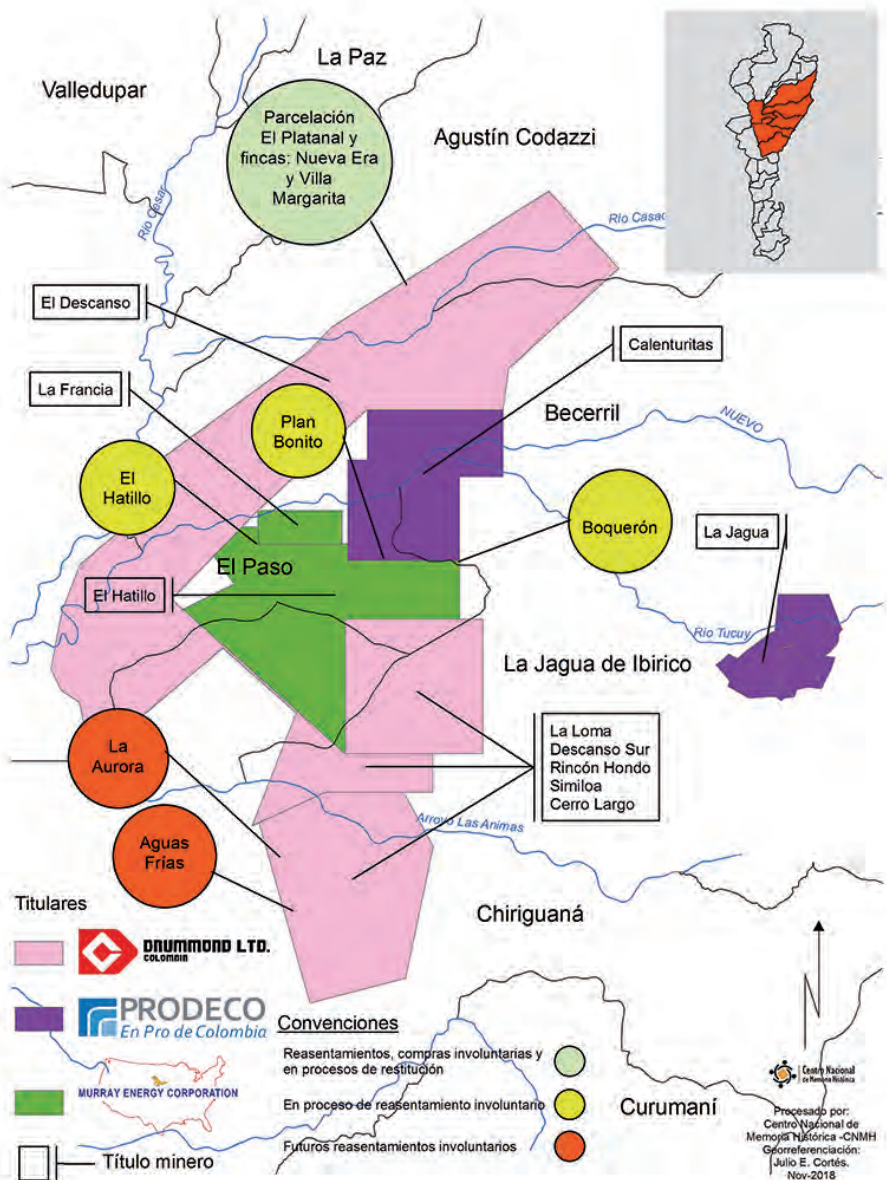 La Paz
Valledupar
Parcelación
El Platanal y
fincas: Nueva Era
y Villa
Margarita
Agustín Codazzi
Río Cesar
Río Casac
El Descanso
Calenturitas
La Francia
Becerril
NUEVO
Plan
Bonito
El
Hatillo
Boquerón
La Jagua
El Paso
El Hatillo
Río Tucuy
La Jagua de Ibirico
La
Aurora
La Loma
Descanso Sur
Rincón Hondo
Similoa
Cerro Largo
Arroyo Las Animas
Aguas
Frías
Chiriguaná
Titulares
DRUMMOND LTD.
COLOMBIA
PRODECO
En Pro de Colombia
MURRAY ENERGY CORPORATION
Título minero
Convenciones
Reasentamientos, compras involuntarias y
en procesos de restitución
En proceso de reasentamiento involuntario
Futuros reasentamientos involuntarios
Curumaní
Centro Nacional
de Memoria Histórica
Procesado por:
Centro Nacional de
Memoria Histórica -CNMH
Georreferenciación:
Julio E. Cortés.
Nov-2018